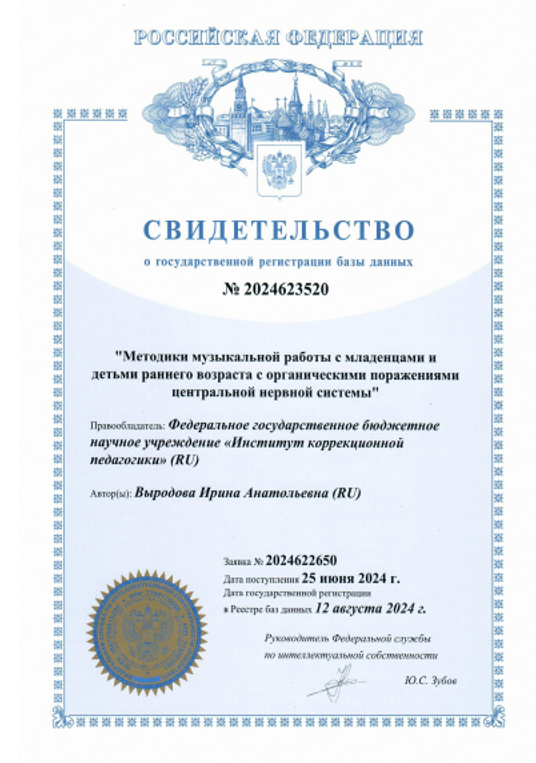 РОССИЙСКАЯ ФЕДЕРАЦИЯ
СВИДЕТЕЛЬСТВО
о государственной регистрации базы данных
№ 2024623520
"Методики музыкальной работы с младенцами и
детьми раннего возраста с органическими поражениями
центральной нервной системы"
Правообладатель: Федеральное государственное бюджетное
научное учреждение «Институт коррекционной
педагогики» (RU)
Автор(ы): Выродова Ирина Анатольевна (RU)
Заявка № 2024622650
Дата поступления 25 июня 2024 г.
Дата государственной регистрации
в Реестре баз данных 12 августа 2024 г.
Руководитель Федеральной службы
по интеллектуальной собственности
Ю.С. Зубов